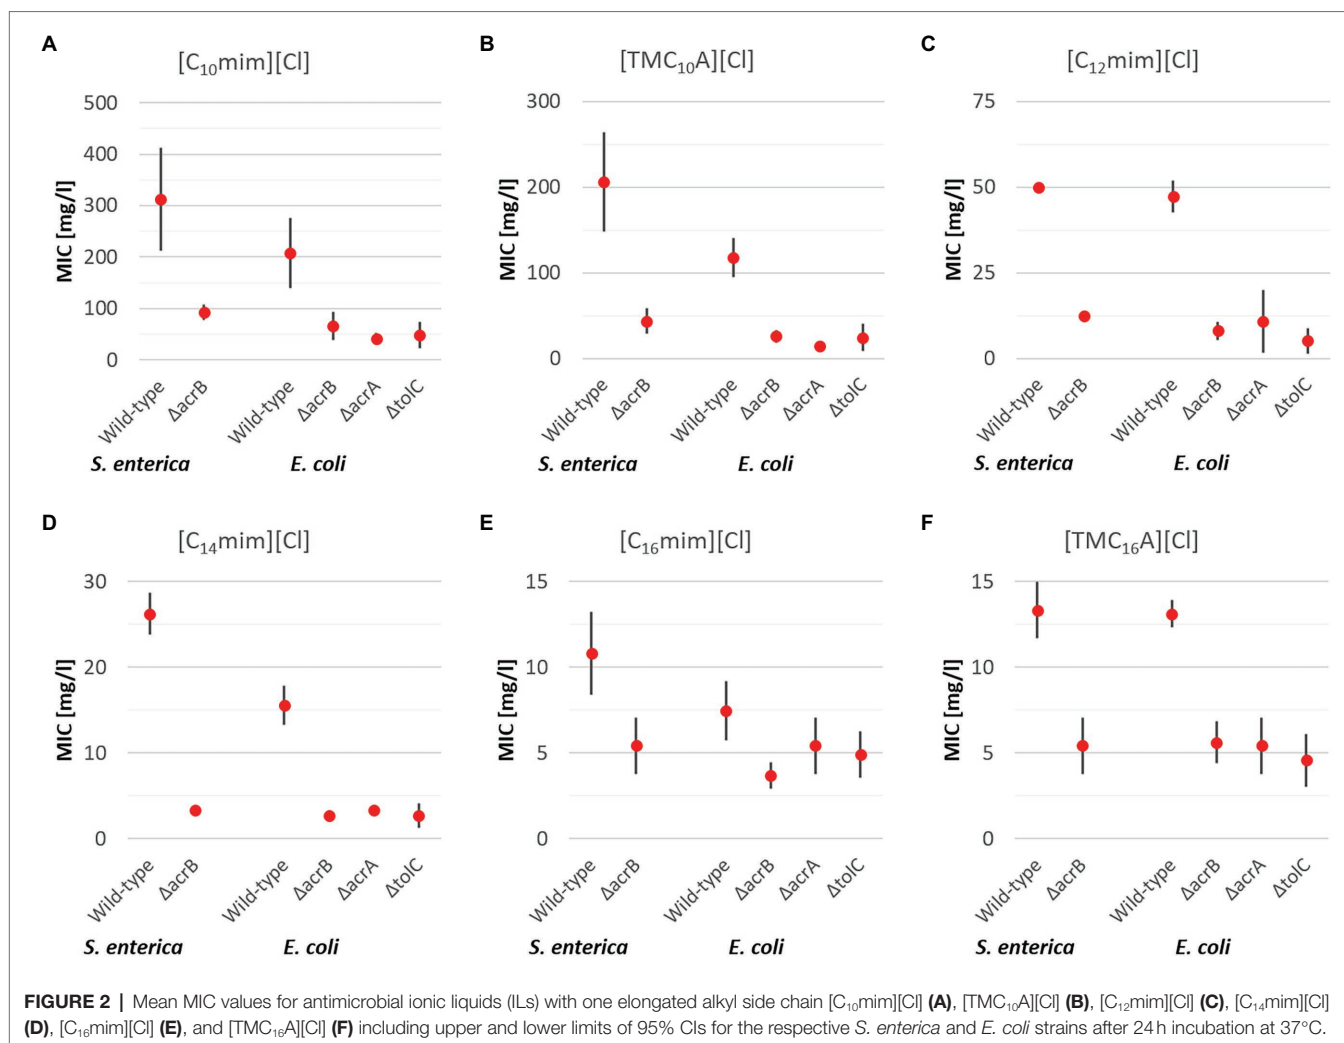 A
[C₁₀mim][Cl]
MIC [mg/l]
500
400
300
200
100
0
Wild-type
ΔacrB
Wild-type
ΔacrB
ΔacrA
ΔtolC
S. enterica
E. coli
B
[TMC₁₀A][Cl]
MIC [mg/l]
300
200
100
0
Wild-type
ΔacrB
Wild-type
ΔacrB
ΔacrA
ΔtolC
S. enterica
E. coli
C
[C₁₂mim][Cl]
MIC [mg/l]
75
50
25
0
Wild-type
ΔacrB
Wild-type
ΔacrB
ΔacrA
ΔtolC
S. enterica
E. coli
D
[C₁₄mim][Cl]
MIC [mg/l]
30
20
10
0
Wild-type
ΔacrB
Wild-type
ΔacrB
ΔacrA
ΔtolC
S. enterica
E. coli
E
[C₁₆mim][Cl]
MIC [mg/l]
15
10
5
0
Wild-type
ΔacrB
Wild-type
ΔacrB
ΔacrA
ΔtolC
S. enterica
E. coli
F
[TMC₁₆A][Cl]
MIC [mg/l]
15
10
5
0
Wild-type
ΔacrB
Wild-type
ΔacrB
ΔacrA
ΔtolC
S. enterica
E. coli
FIGURE 2 | Mean MIC values for antimicrobial ionic liquids (ILs) with one elongated alkyl side chain [C₁₀mim][Cl] (A), [TMC₁₀A][Cl] (B), [C₁₂mim][Cl] (C), [C₁₄mim][Cl]
(D), [C₁₆mim][Cl] (E), and [TMC₁₆A][Cl] (F) including upper and lower limits of 95% CIs for the respective S. enterica and E. coli strains after 24 h incubation at 37°C.